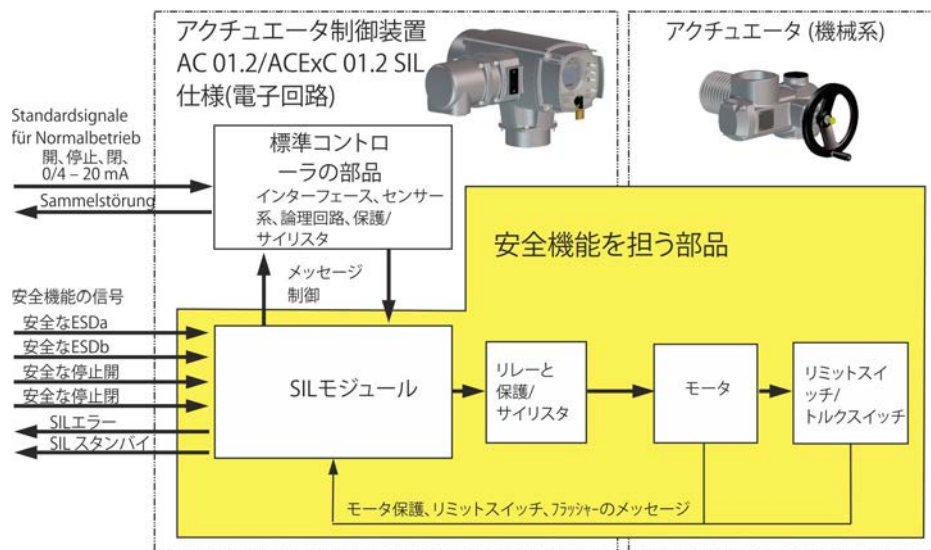 アクチュエータ制御装置
AC 01.2/ACExC 01.2 SIL
仕様(電子回路)
アクチュエータ (機械系)
Standardsignale
für Normalbetrieb
開、停止、閉、
0/4 – 20 mA
Sammelstörung
標準コントロ
ーラの部品
インターフェース、センサー
系、論理回路、保護/
サイリスタ
安全機能を担う部品
メッセージ
制御
安全機能の信号
安全なESDa
安全なESDb
安全な停止開
安全な停止閉
SILエラー
SIL スタンバイ
SILモジュール
リレーと
保護/
サイリスタ
モータ
リミットスイ
ッチ/
トルクスイッチ
モータ保護、リミットスイッチ、フラッシャーのメッセージ